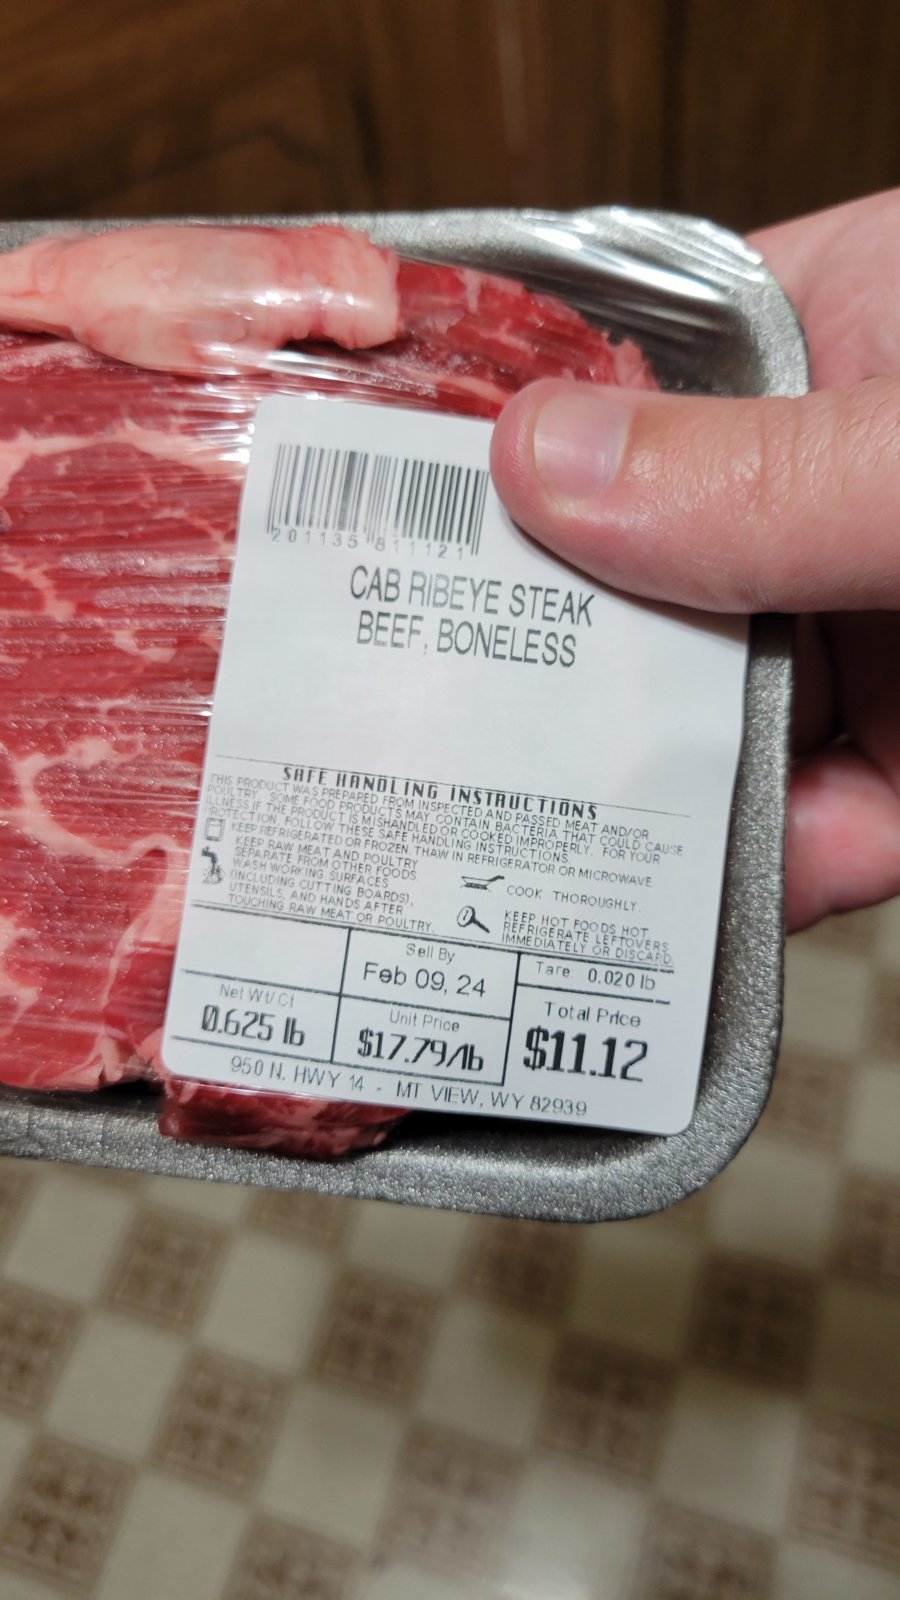 201135 811121
CAB RIBEYE STEAK
BEEF, BONELESS
SAFE HANDLING INSTRUCTIONS
THIS PRODUCT WAS PREPARED FROM INSPECTED AND PASSED MEAT AND/OR
POULTRY. SOME FOOD PRODUCTS MAY CONTAIN BACTERIA THAT COULD CAUSE
ILLNESS IF THE PRODUCT IS MISHANDLED OR COOKED IMPROPERLY. FOR YOUR
PROTECTION, FOLLOW THESE SAFE HANDLING INSTRUCTIONS.
KEEP REFRIGERATED OR FROZEN. THAW IN REFRIGERATOR OR MICROWAVE
KEEP RAW MEAT AND POULTRY
SEPARATE FROM OTHER FOODS.
WASH WORKING SURFACES
(INCLUDING CUTTING BOARDS),
UTENSILS, AND HANDS AFTER
TOUCHING RAW MEAT OR POULTRY.
COOK THOROUGHLY.
KEEP HOT FOODS HOT.
REFRIGERATE LEFTOVERS
IMMEDIATELY OR DISCARD.
Sell By
Feb 09, 24
Tare: 0.020 lb
Net Wt/Ct
0.625 lb
Unit Price
$17.79/lb
Total Price
$11.12
950 N. HWY 14 - MT VIEW, WY 82939